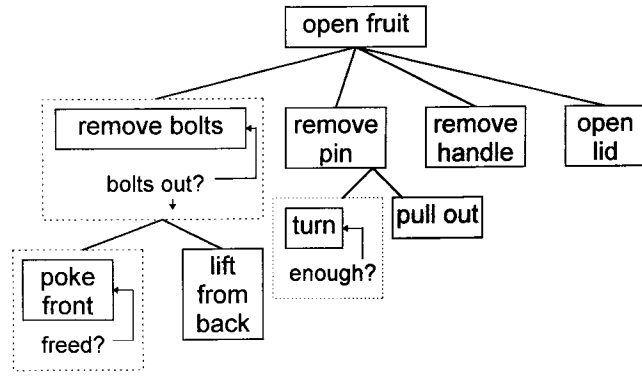 open fruit
remove bolts
bolts out?
remove
pin
remove
handle
open
lid
poke
front
freed?
lift
from
back
turn
enough?
pull out